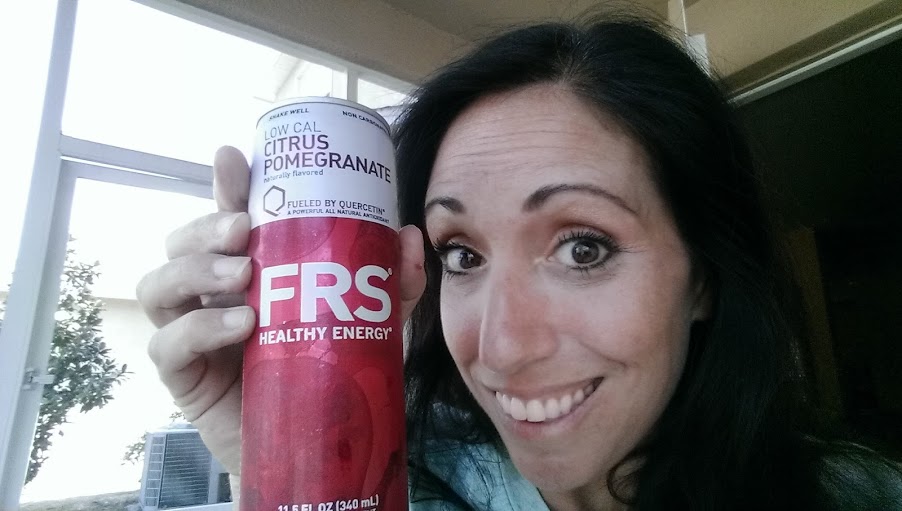 SHAKE WELL NON CARBONATED
LOW CAL
CITRUS
POMEGRANATE
naturally flavored
FUELED BY QUERCETIN®
A POWERFUL ALL NATURAL ANTIOXIDANT
FRS®
HEALTHY ENERGY®
11.5 FL OZ (340 mL)